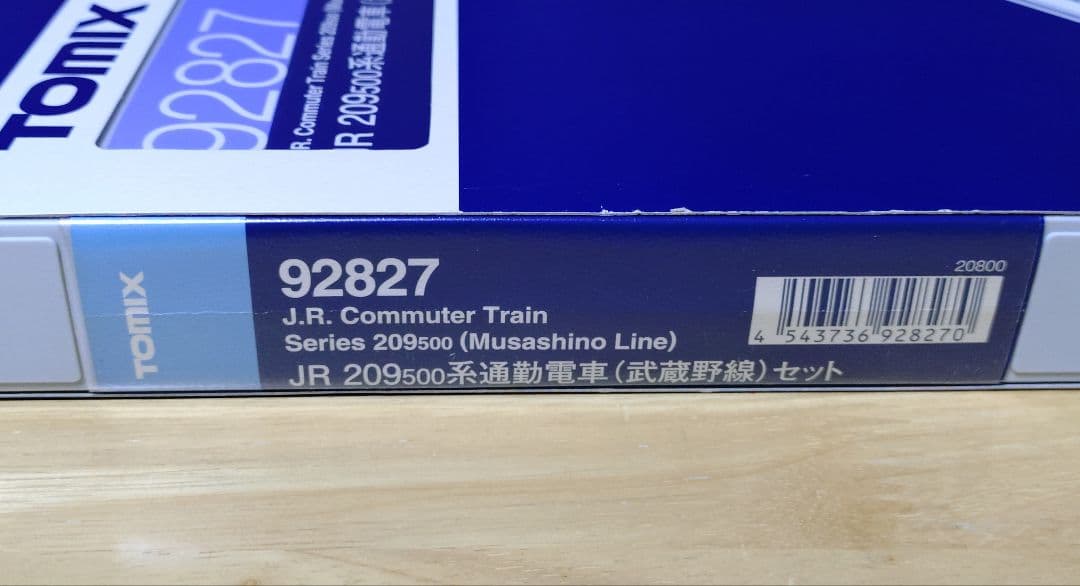 TOMIX
92827
R. Commuter Train Series 209
R 209500系通勤電車
TOMIX
92827
J.R. Commuter Train
Series 209500 (Musashino Line)
JR 209500系通勤電車(武蔵野線)セット
20800
4 543736 928270